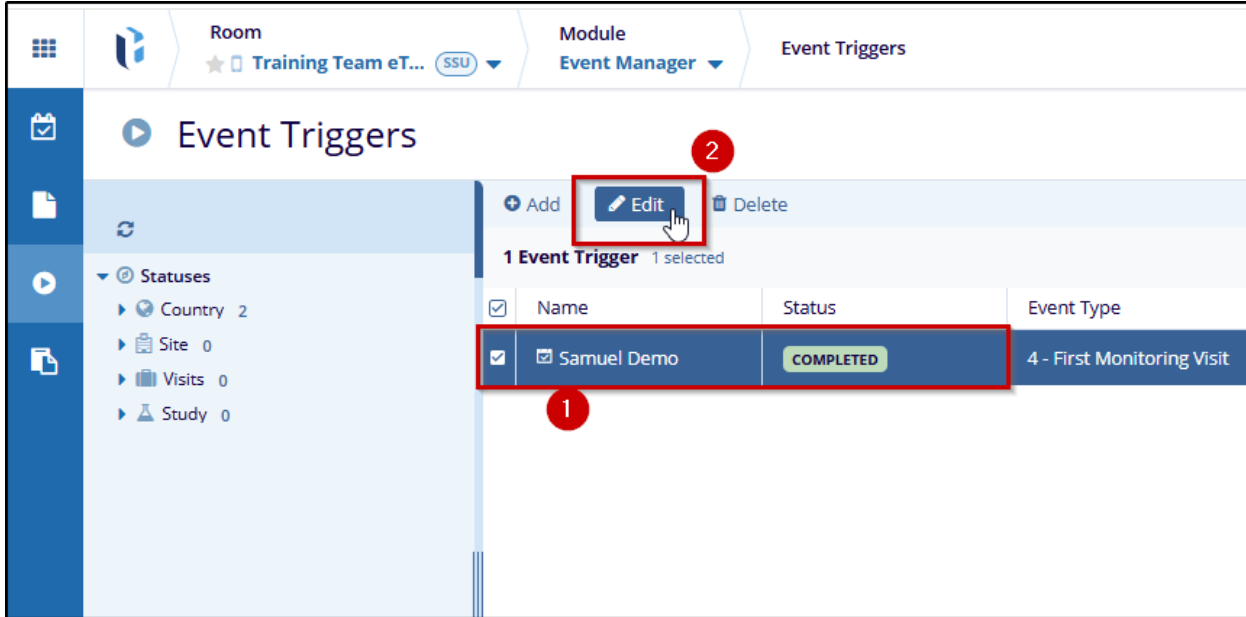 Room
Training Team eT... SSU
Module
Event Manager
Event Triggers
Event Triggers
2
Add
Edit
Delete
1 Event Trigger 1 selected
Statuses
Country 2
Site 0
Visits 0
Study 0
Name Status Event Type
Samuel Demo COMPLETED 4 - First Monitoring Visit
1